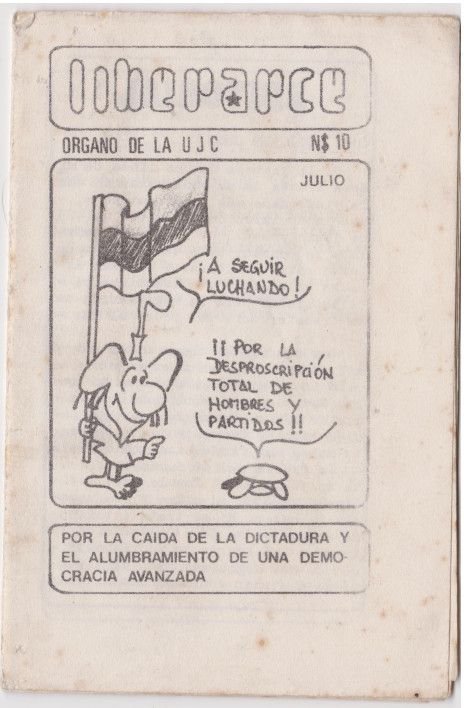 liberarce
ORGANO DE LA UJC N$ 10
JULIO
¡A SEGUIR
LUCHANDO!
¡¡POR LA
DESPROSCRIPCIÓN
TOTAL DE
HOMBRES Y
PARTIDOS!!
POR LA CAIDA DE LA DICTADURA Y
EL ALUMBRAMIENTO DE UNA DEMO-
CRACIA AVANZADA